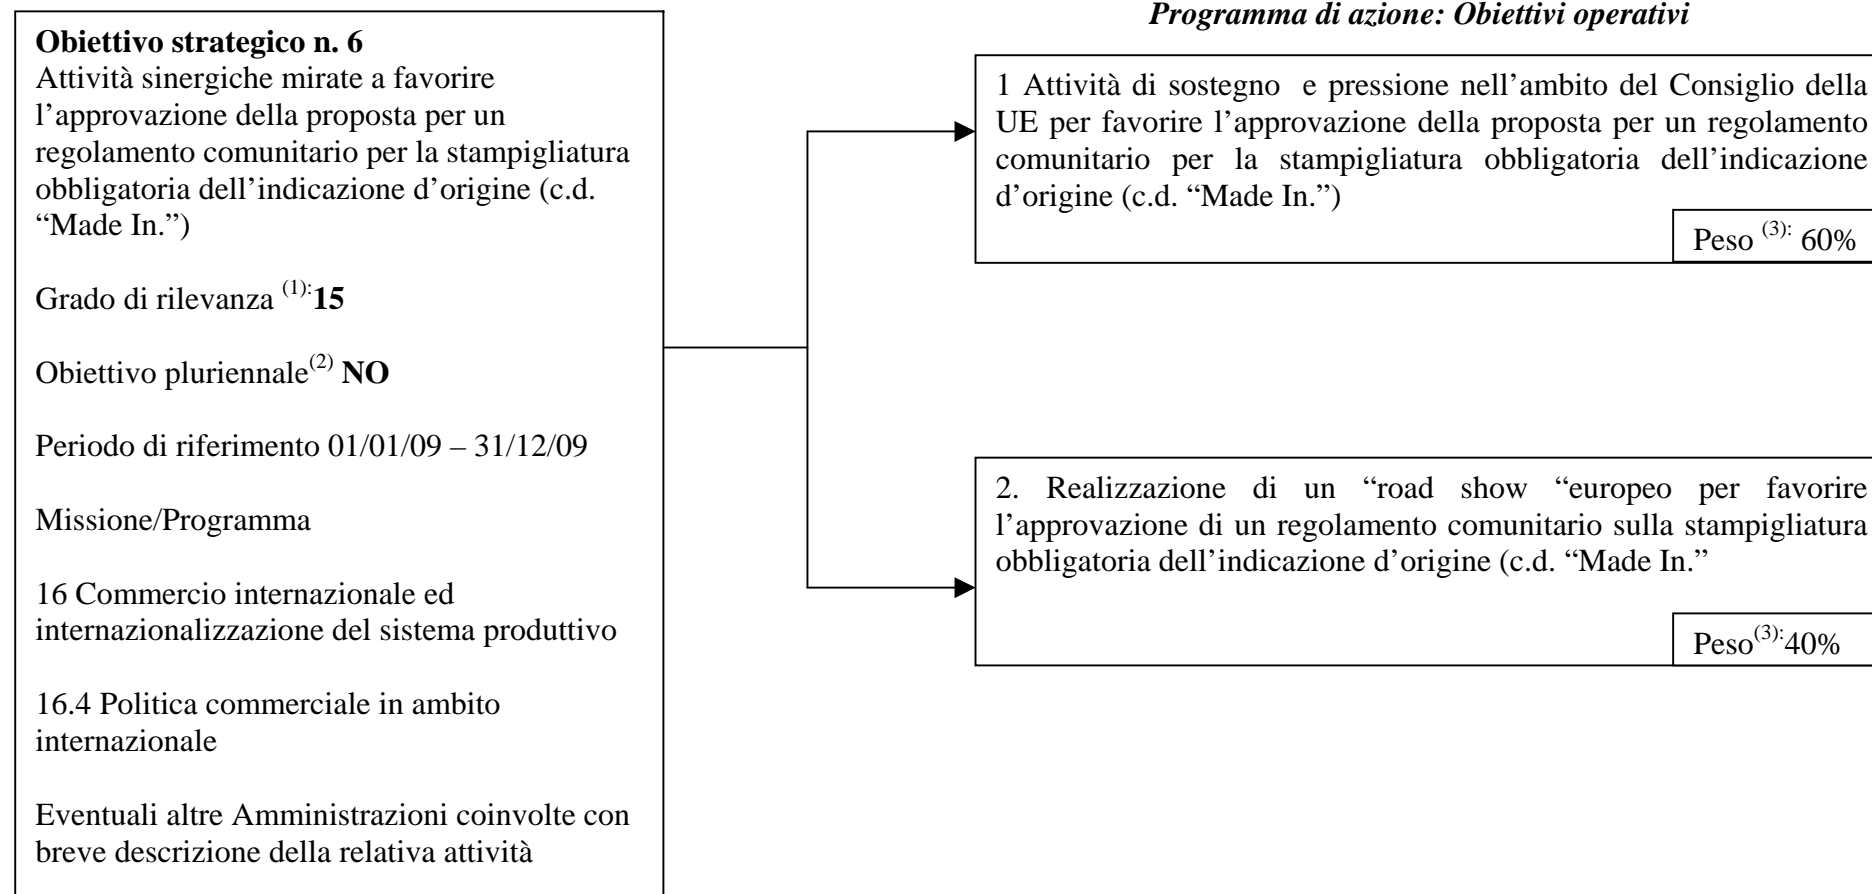 Programma di azione: Obiettivi operativi
Obiettivo strategico n. 6
Attività sinergiche mirate a favorire
l’approvazione della proposta per un
regolamento comunitario per la stampigliatura
obbligatoria dell’indicazione d’origine (c.d.
“Made In.”)
Grado di rilevanza (1):15
Obiettivo pluriennale(2) NO
Periodo di riferimento 01/01/09 – 31/12/09
Missione/Programma
16 Commercio internazionale ed
internazionalizzazione del sistema produttivo
16.4 Politica commerciale in ambito
internazionale
Eventuali altre Amministrazioni coinvolte con
breve descrizione della relativa attività
1 Attività di sostegno e pressione nell’ambito del Consiglio della
UE per favorire l’approvazione della proposta per un regolamento
comunitario per la stampigliatura obbligatoria dell’indicazione
d’origine (c.d. “Made In.”)
Peso (3): 60%
2. Realizzazione di un “road show “europeo per favorire
l’approvazione di un regolamento comunitario sulla stampigliatura
obbligatoria dell’indicazione d’origine (c.d. “Made In.”
Peso(3):40%